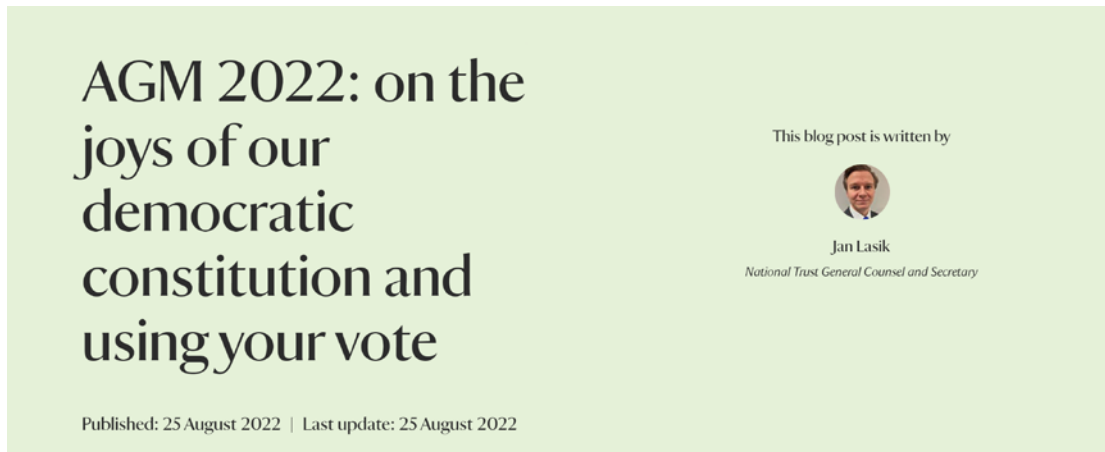 AGM 2022: on the
joys of our
democratic
constitution and
using your vote
Published: 25 August 2022 | Last update: 25 August 2022
This blog post is written by
Jan Lasik
National Trust General Counsel and Secretary